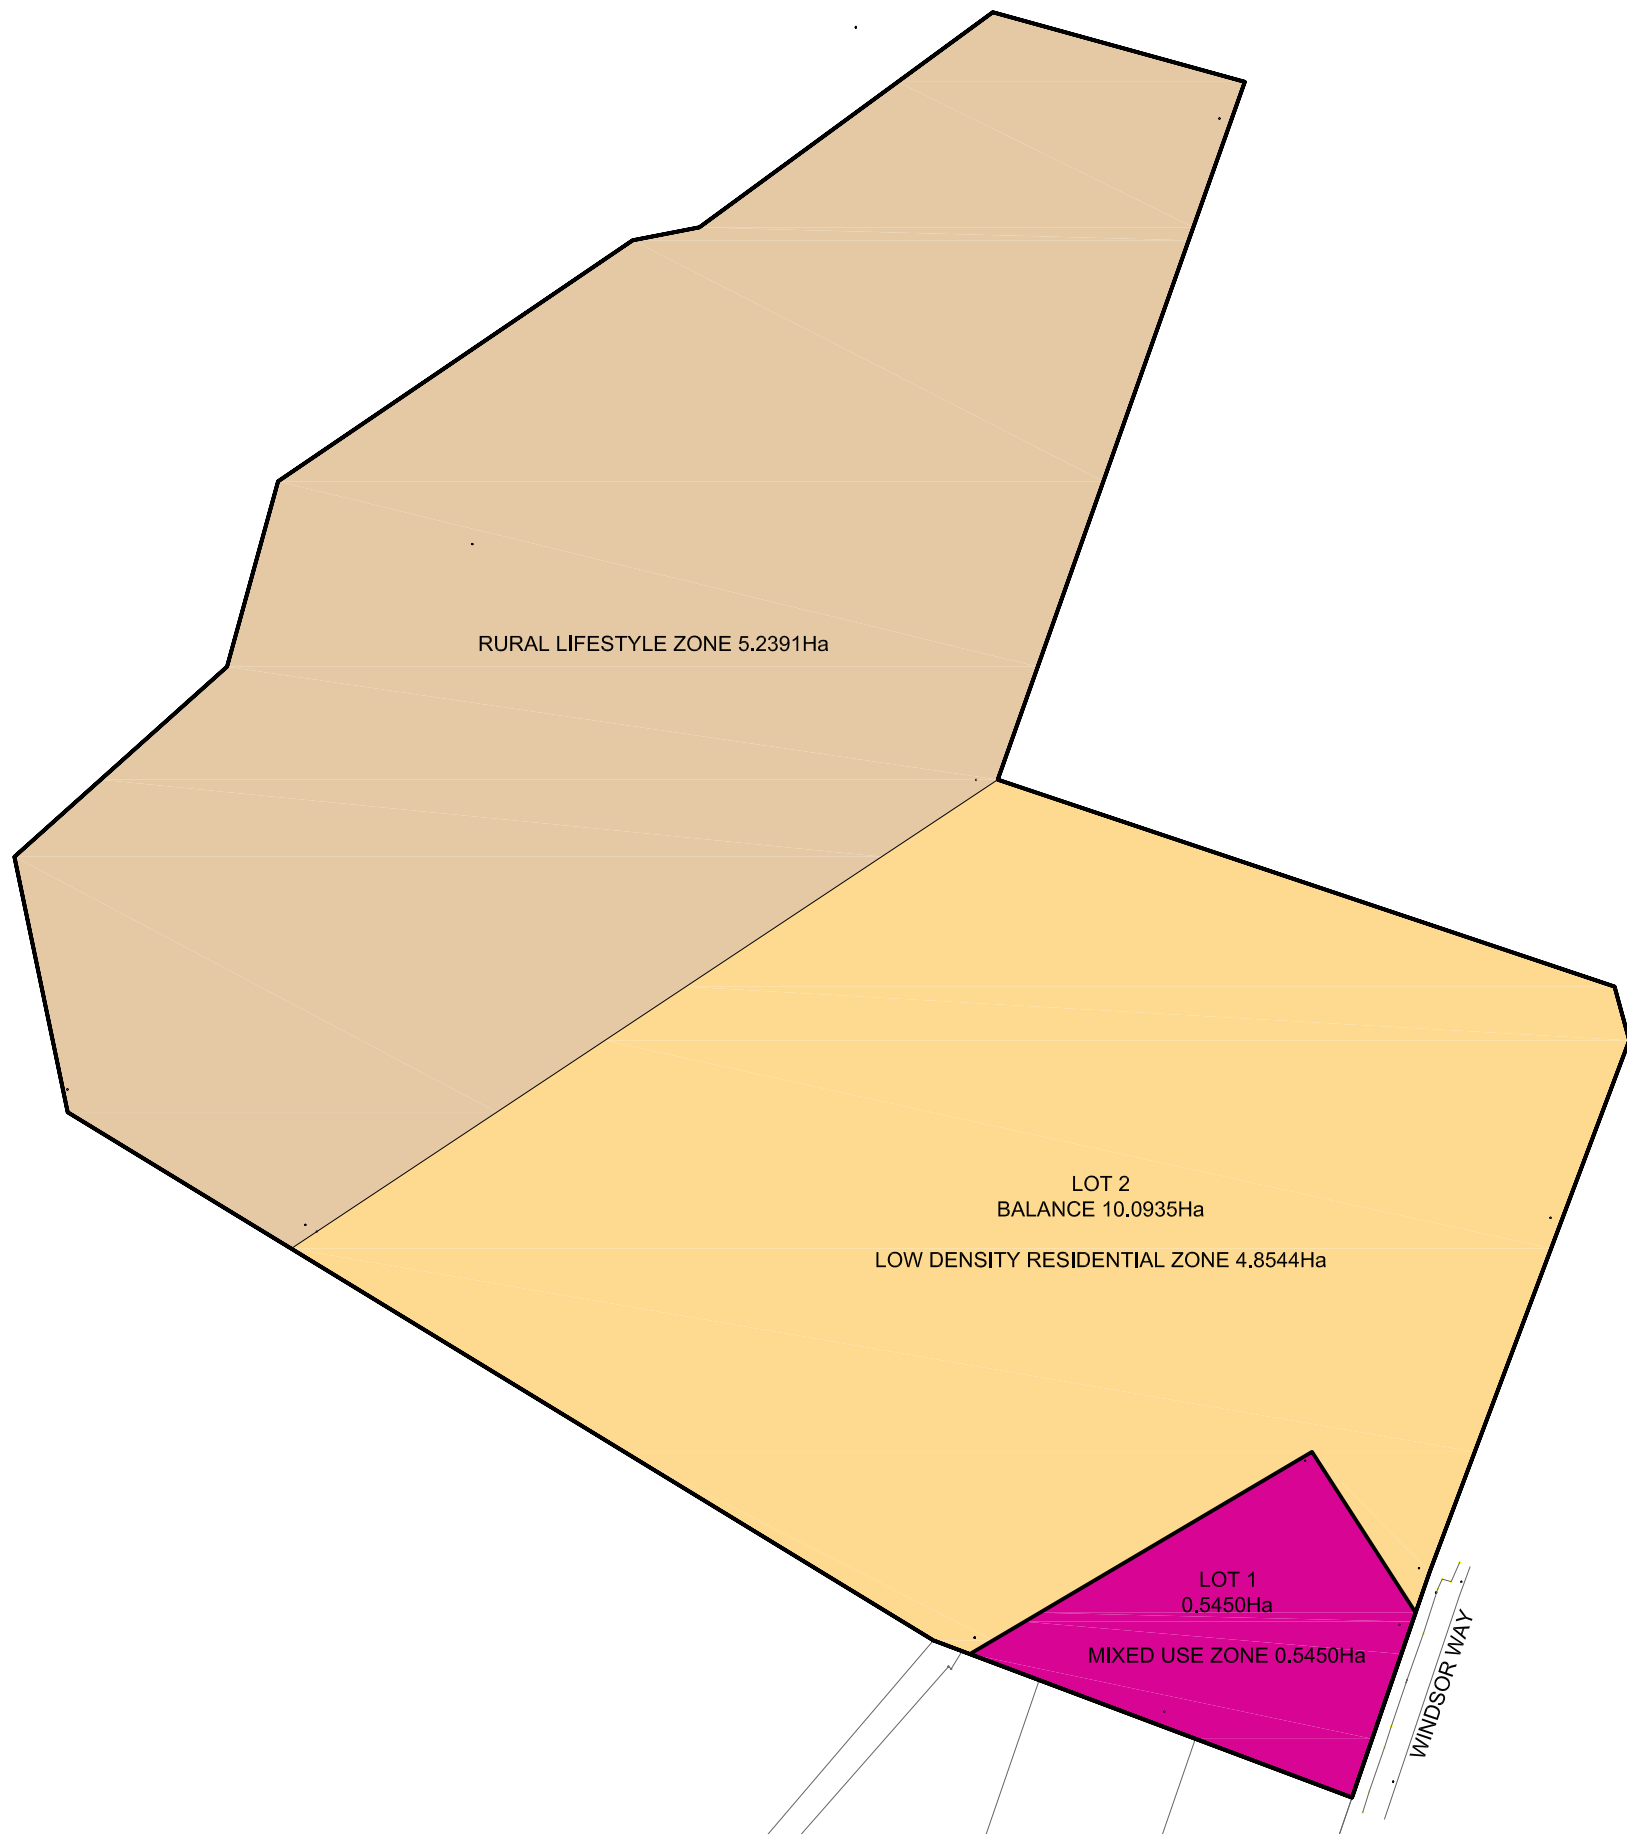 RURAL LIFESTYLE ZONE 5.2391Ha
LOT 2
BALANCE 10.0935Ha
LOW DENSITY RESIDENTIAL ZONE 4.8544Ha
LOT 1
0.5450Ha
MIXED USE ZONE 0.5450Ha
WINDSOR WAY